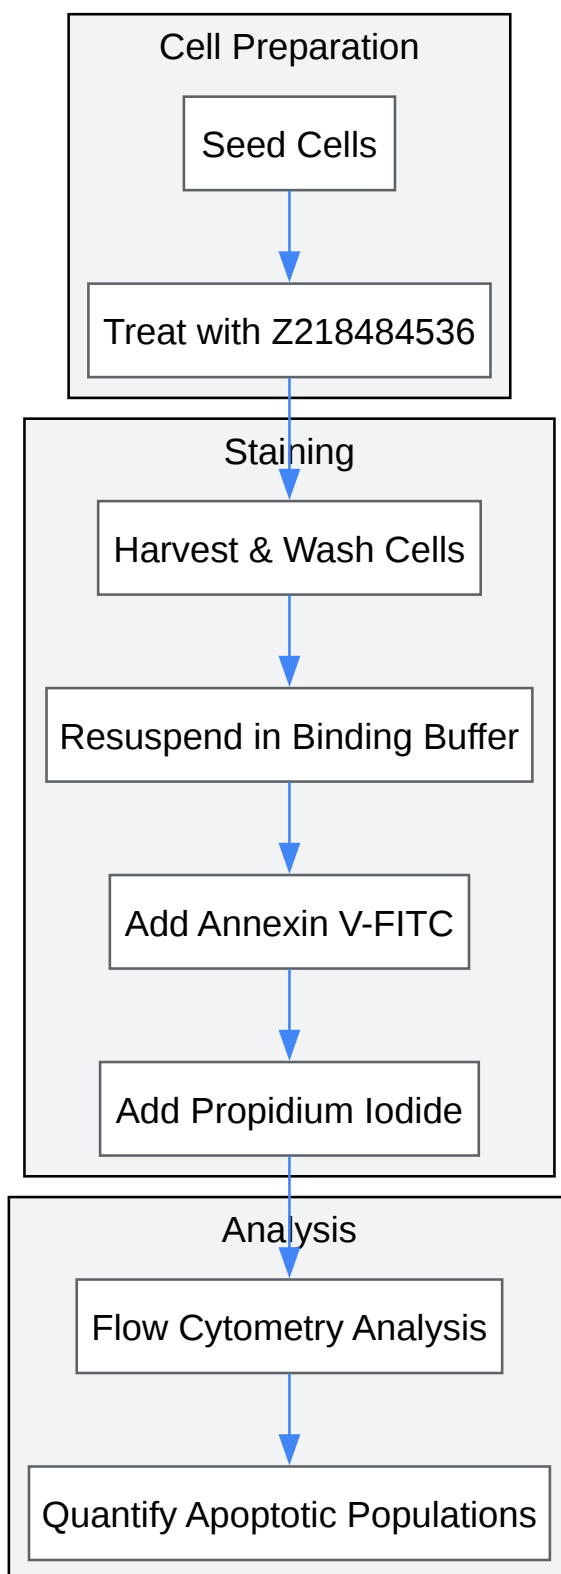 Cell Preparation
Seed Cells
Treat with Z218484536
Staining
Harvest & Wash Cells
Resuspend in Binding Buffer
Add Annexin V-FITC
Add Propidium Iodide
Analysis
Flow Cytometry Analysis
Quantify Apoptotic Populations